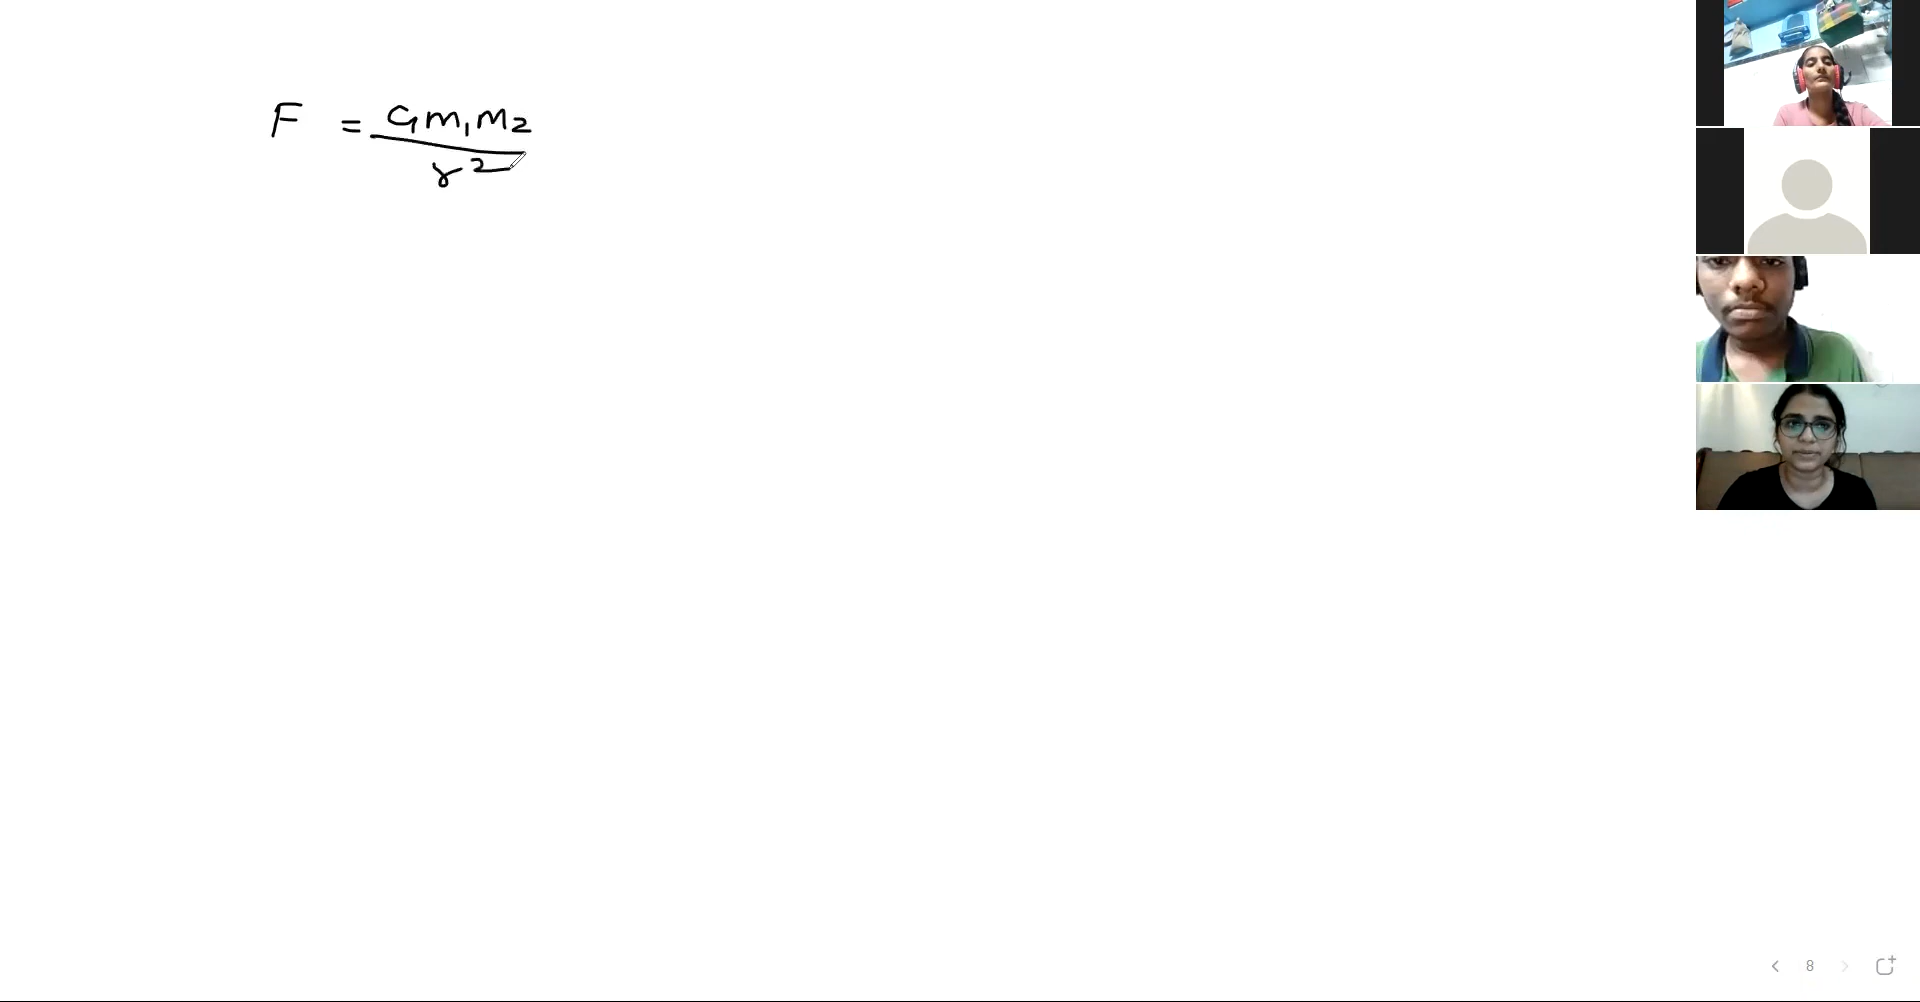 F = Gm₁m₂
r²
8